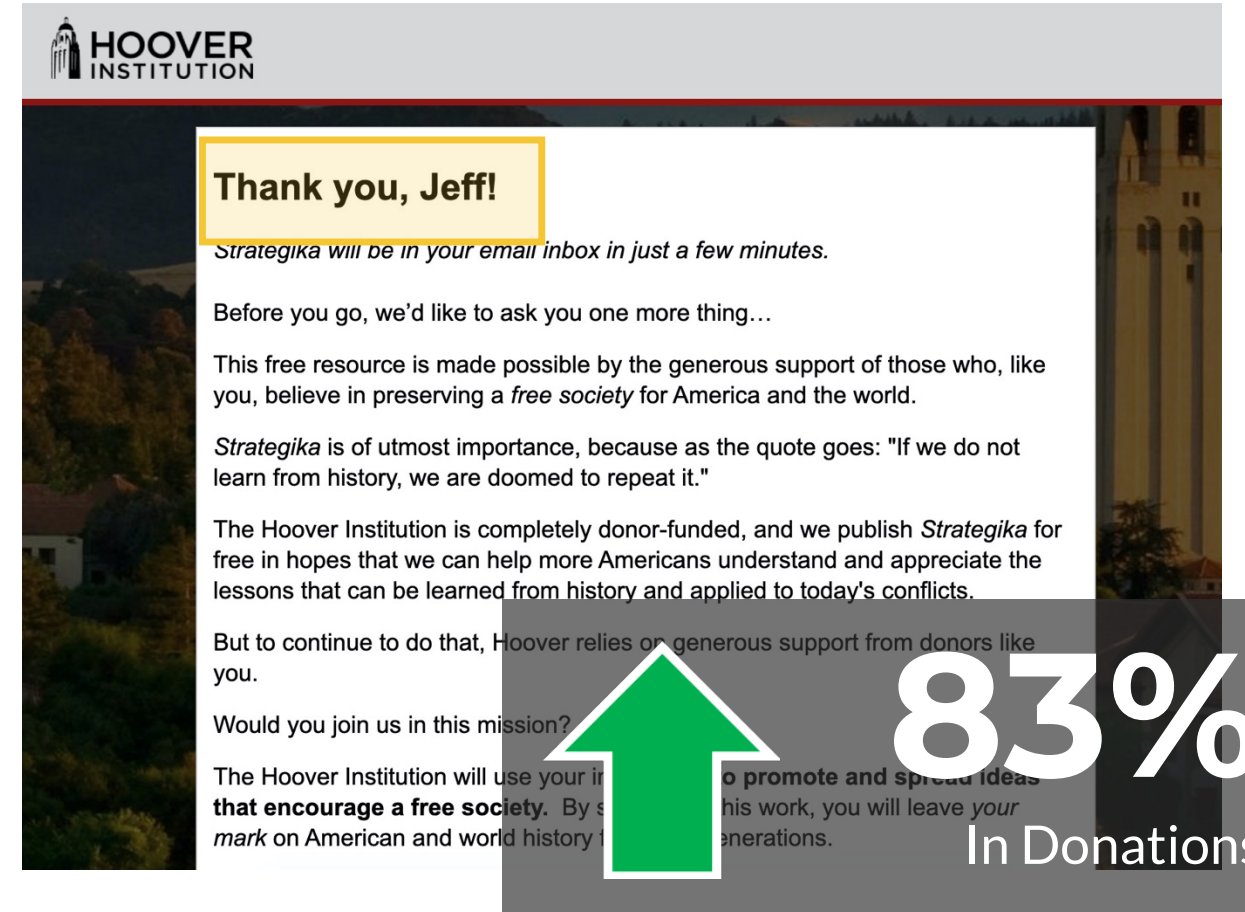 HOOVER
INSTITUTION
Thank you, Jeff!
Strategika will be in your email inbox in just a few minutes.
Before you go, we’d like to ask you one more thing…
This free resource is made possible by the generous support of those who, like
you, believe in preserving a free society for America and the world.
Strategika is of utmost importance, because as the quote goes: "If we do not
learn from history, we are doomed to repeat it."
The Hoover Institution is completely donor-funded, and we publish Strategika for
free in hopes that we can help more Americans understand and appreciate the
lessons that can be learned from history and applied to today's conflicts.
But to continue to do that, Hoover relies on generous support from donors like
you.
Would you join us in this mission?
The Hoover Institution will use your promote and spread ideas
that encourage a free society. By his work, you will leave your
mark on American and world history
83%
In Donations